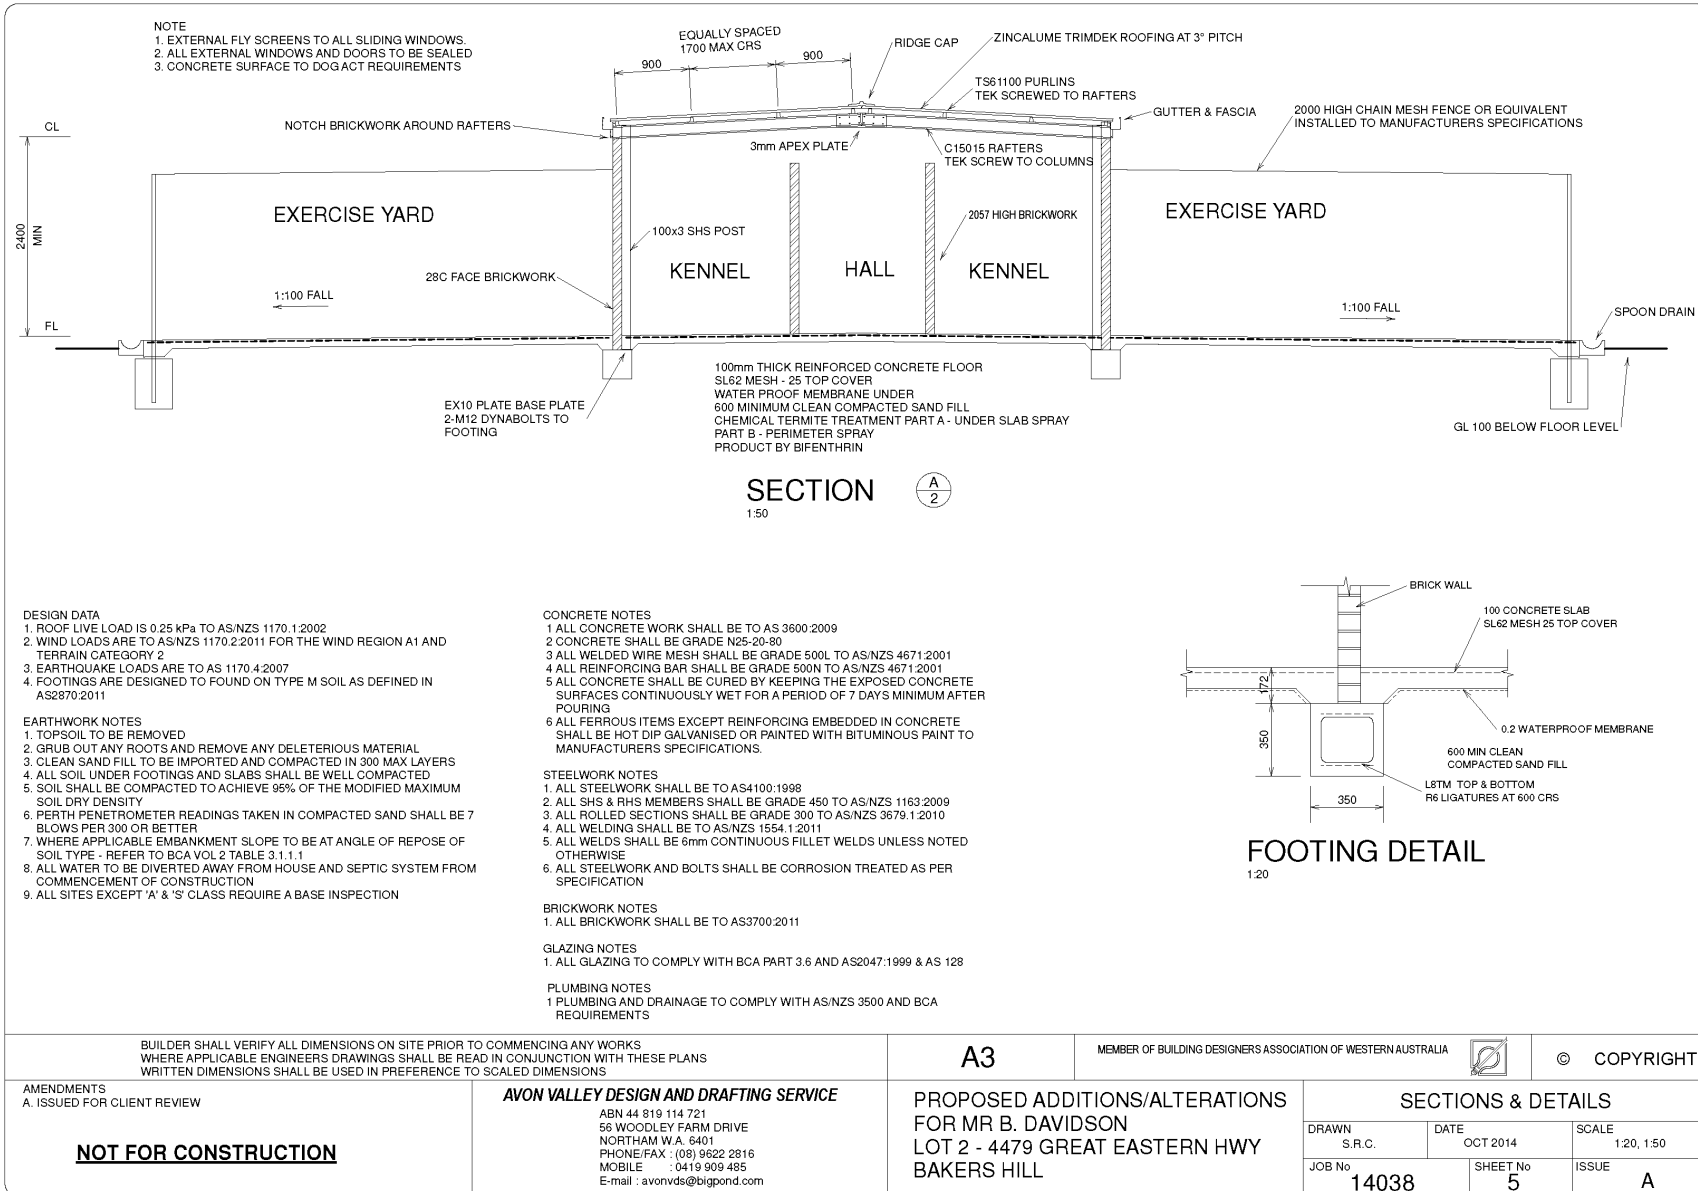 NOTE
1. EXTERNAL FLY SCREENS TO ALL SLIDING WINDOWS.
2. ALL EXTERNAL WINDOWS AND DOORS TO BE SEALED
3. CONCRETE SURFACE TO DOG ACT REQUIREMENTS
EQUALLY SPACED
1700 MAX CRS
900
900
RIDGE CAP
ZINCALUME TRIMDEK ROOFING AT 3° PITCH
TS61100 PURLINS
TEK SCREWED TO RAFTERS
GUTTER & FASCIA
2000 HIGH CHAIN MESH FENCE OR EQUIVALENT
INSTALLED TO MANUFACTURERS SPECIFICATIONS
CL
NOTCH BRICKWORK AROUND RAFTERS
3mm APEX PLATE
C15015 RAFTERS
TEK SCREW TO COLUMNS
EXERCISE YARD
EXERCISE YARD
2057 HIGH BRICKWORK
100x3 SHS POST
2400
MIN
28C FACE BRICKWORK
KENNEL
HALL
KENNEL
1:100 FALL
1:100 FALL
SPOON DRAIN
FL
100mm THICK REINFORCED CONCRETE FLOOR
SL62 MESH - 25 TOP COVER
WATER PROOF MEMBRANE UNDER
600 MINIMUM CLEAN COMPACTED SAND FILL
CHEMICAL TERMITE TREATMENT PART A - UNDER SLAB SPRAY
PART B - PERIMETER SPRAY
PRODUCT BY BIFENTHRIN
EX10 PLATE BASE PLATE
2-M12 DYNABOLTS TO
FOOTING
GL 100 BELOW FLOOR LEVEL
SECTION
A
2
1:50
DESIGN DATA
1. ROOF LIVE LOAD IS 0.25 kPa TO AS/NZS 1170.1:2002
2. WIND LOADS ARE TO AS/NZS 1170.2:2011 FOR THE WIND REGION A1 AND
TERRAIN CATEGORY 2
3. EARTHQUAKE LOADS ARE TO AS 1170.4:2007
4. FOOTINGS ARE DESIGNED TO FOUND ON TYPE M SOIL AS DEFINED IN
AS2870:2011
EARTHWORK NOTES
1. TOPSOIL TO BE REMOVED
2. GRUB OUT ANY ROOTS AND REMOVE ANY DELETERIOUS MATERIAL
3. CLEAN SAND FILL TO BE IMPORTED AND COMPACTED IN 300 MAX LAYERS
4. ALL SOIL UNDER FOOTINGS AND SLABS SHALL BE WELL COMPACTED
5. SOIL SHALL BE COMPACTED TO ACHIEVE 95% OF THE MODIFIED MAXIMUM
SOIL DRY DENSITY
6. PERTH PENETROMETER READINGS TAKEN IN COMPACTED SAND SHALL BE 7
BLOWS PER 300 OR BETTER
7. WHERE APPLICABLE EMBANKMENT SLOPE TO BE AT ANGLE OF REPOSE OF
SOIL TYPE - REFER TO BCA VOL 2 TABLE 3.1.1.1
8. ALL WATER TO BE DIVERTED AWAY FROM HOUSE AND SEPTIC SYSTEM FROM
COMMENCEMENT OF CONSTRUCTION
9. ALL SITES EXCEPT 'A' & 'S' CLASS REQUIRE A BASE INSPECTION
CONCRETE NOTES
1 ALL CONCRETE WORK SHALL BE TO AS 3600:2009
2 CONCRETE SHALL BE GRADE N25-20-80
3 ALL WELDED WIRE MESH SHALL BE GRADE 500L TO AS/NZS 4671:2001
4 ALL REINFORCING BAR SHALL BE GRADE 500N TO AS/NZS 4671:2001
5 ALL CONCRETE SHALL BE CURED BY KEEPING THE EXPOSED CONCRETE
SURFACES CONTINUOUSLY WET FOR A PERIOD OF 7 DAYS MINIMUM AFTER
POURING
6 ALL FERROUS ITEMS EXCEPT REINFORCING EMBEDDED IN CONCRETE
SHALL BE HOT DIP GALVANISED OR PAINTED WITH BITUMINOUS PAINT TO
MANUFACTURERS SPECIFICATIONS.
STEELWORK NOTES
1. ALL STEELWORK SHALL BE TO AS4100:1998
2. ALL SHS & RHS MEMBERS SHALL BE GRADE 450 TO AS/NZS 1163:2009
3. ALL ROLLED SECTIONS SHALL BE GRADE 300 TO AS/NZS 3679.1:2010
4. ALL WELDING SHALL BE TO AS/NZS 1554.1:2011
5. ALL WELDS SHALL BE 6mm CONTINUOUS FILLET WELDS UNLESS NOTED
OTHERWISE
6. ALL STEELWORK AND BOLTS SHALL BE CORROSION TREATED AS PER
SPECIFICATION
BRICKWORK NOTES
1. ALL BRICKWORK SHALL BE TO AS3700:2011
GLAZING NOTES
1. ALL GLAZING TO COMPLY WITH BCA PART 3.6 AND AS2047:1999 & AS 128
PLUMBING NOTES
1 PLUMBING AND DRAINAGE TO COMPLY WITH AS/NZS 3500 AND BCA
REQUIREMENTS
BRICK WALL
100 CONCRETE SLAB
SL62 MESH 25 TOP COVER
172
350
0.2 WATERPROOF MEMBRANE
600 MIN CLEAN
COMPACTED SAND FILL
L8TM TOP & BOTTOM
R6 LIGATURES AT 600 CRS
350
FOOTING DETAIL
1:20
BUILDER SHALL VERIFY ALL DIMENSIONS ON SITE PRIOR TO COMMENCING ANY WORKS
WHERE APPLICABLE ENGINEERS DRAWINGS SHALL BE READ IN CONJUNCTION WITH THESE PLANS
WRITTEN DIMENSIONS SHALL BE USED IN PREFERENCE TO SCALED DIMENSIONS
A3
MEMBER OF BUILDING DESIGNERS ASSOCIATION OF WESTERN AUSTRALIA
© COPYRIGHT
AMENDMENTS
A. ISSUED FOR CLIENT REVIEW
NOT FOR CONSTRUCTION
AVON VALLEY DESIGN AND DRAFTING SERVICE
ABN 44 819 114 721
56 WOODLEY FARM DRIVE
NORTHAM W.A. 6401
PHONE/FAX : (08) 9622 2816
MOBILE : 0419 909 485
E-mail : avonvds@bigpond.com
PROPOSED ADDITIONS/ALTERATIONS
FOR MR B. DAVIDSON
LOT 2 - 4479 GREAT EASTERN HWY
BAKERS HILL
SECTIONS & DETAILS
DRAWN
S.R.C.
DATE
OCT 2014
SCALE
1:20, 1:50
JOB No
14038
SHEET No
5
ISSUE
A